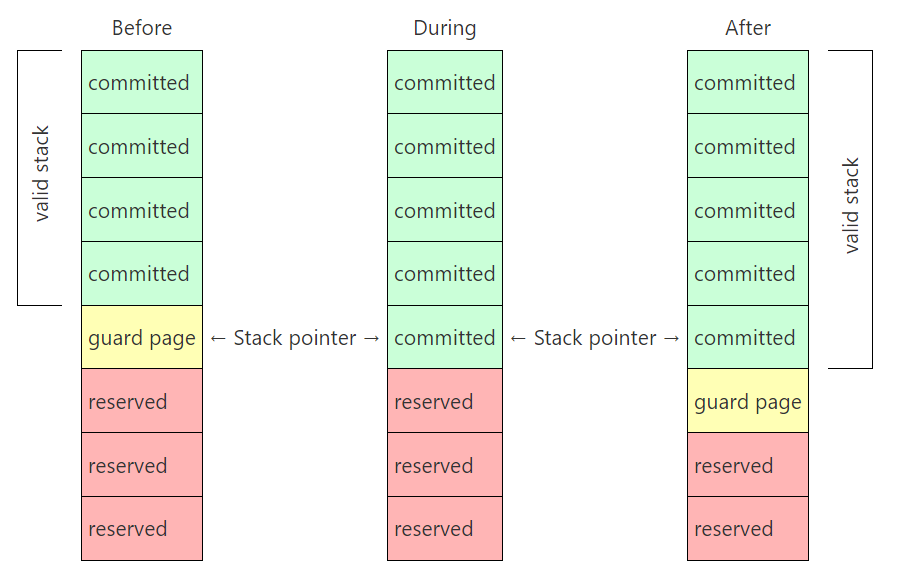 Before During After
valid stack
committed committed committed
committed committed committed
committed committed committed
committed committed committed
valid stack
guard page ← Stack pointer → committed ← Stack pointer → committed
reserved reserved guard page
reserved reserved reserved
reserved reserved reserved